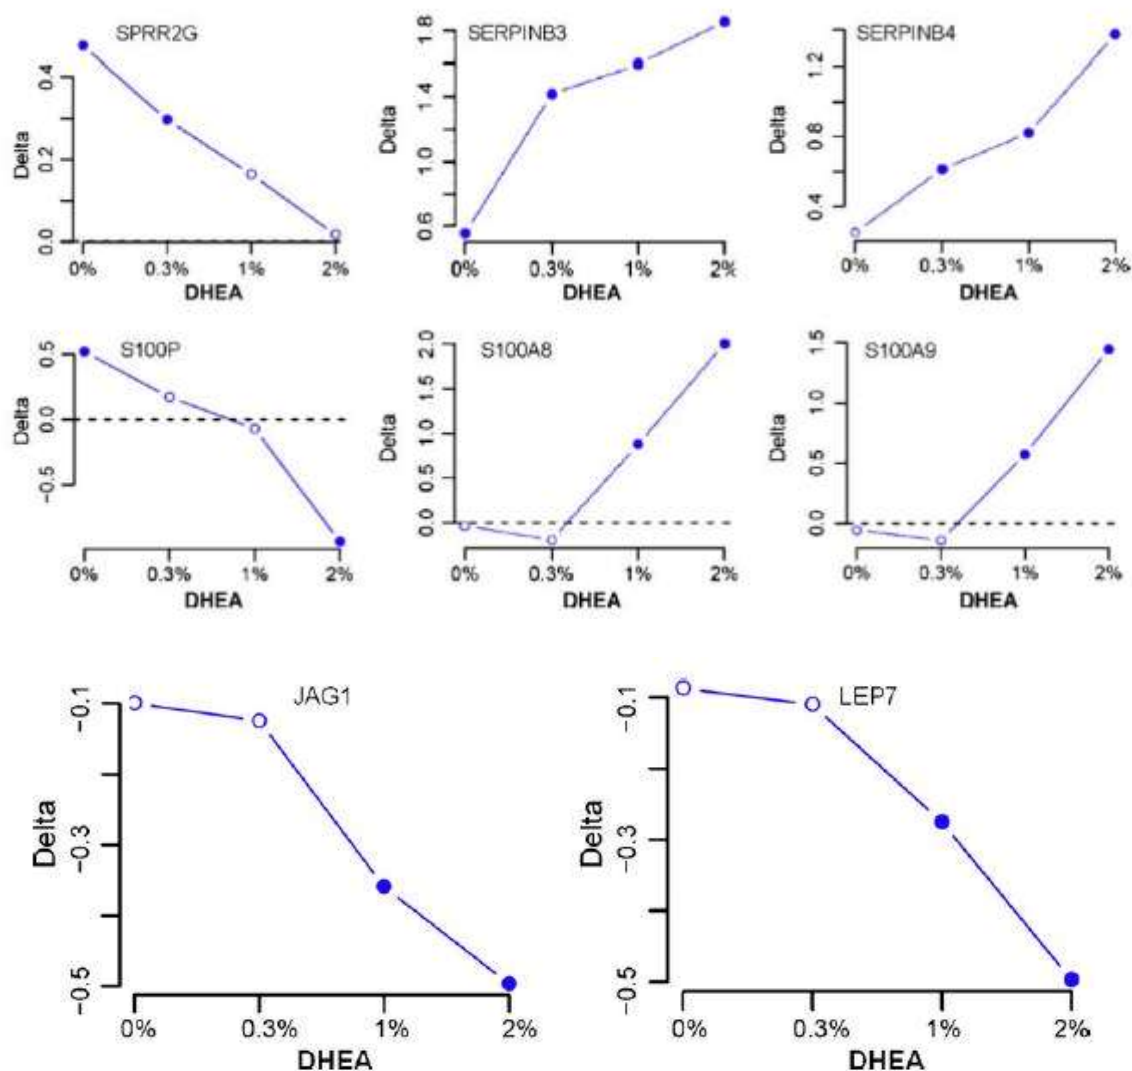 SPRR2G
Delta
0.4
0.2
0.0
0% 0.3% 1% 2%
DHEA
SERPINB3
Delta
1.8
1.4
1.0
0.6
0% 0.3% 1% 2%
DHEA
SERPINB4
Delta
1.2
0.8
0.4
0% 0.3% 1% 2%
DHEA
S100P
Delta
0.5
0.0
−0.5
0% 0.3% 1% 2%
DHEA
S100A8
Delta
2.0
1.5
1.0
0.5
0.0
0% 0.3% 1% 2%
DHEA
S100A9
Delta
1.5
1.0
0.5
0.0
0% 0.3% 1% 2%
DHEA
JAG1
Delta
−0.1
−0.3
−0.5
0% 0.3% 1% 2%
DHEA
LEP7
Delta
−0.1
−0.3
−0.5
0% 0.3% 1% 2%
DHEA